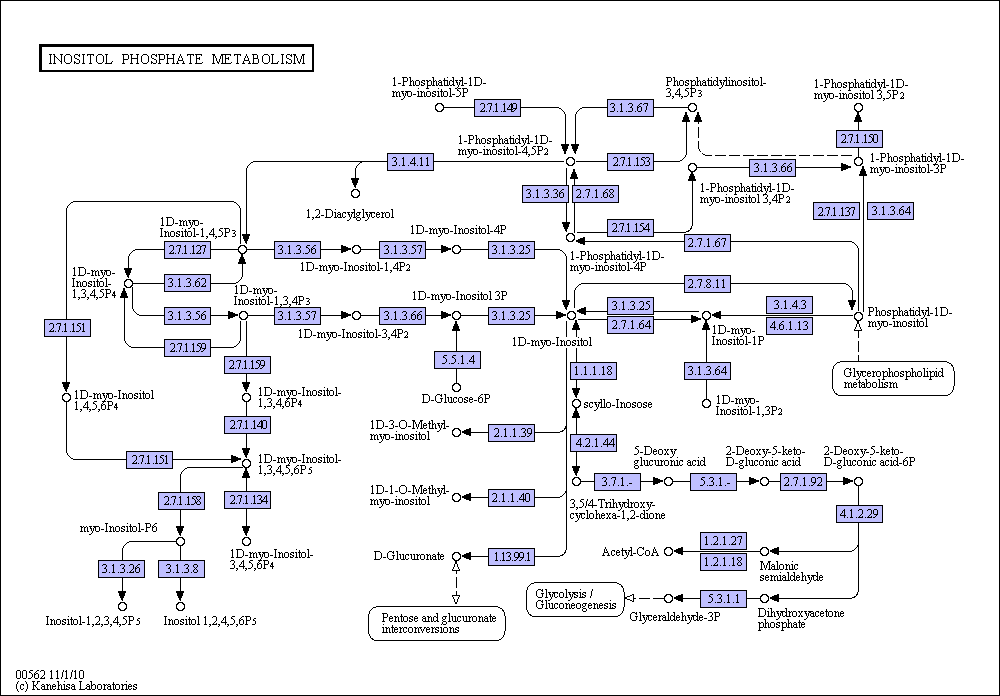 INOSITOL PHOSPHATE METABOLISM
1-Phosphatidyl-1D-
myo-inositol-5P
Phosphatidylinositol-
3,4,5P3
1-Phosphatidyl-1D-
myo-inositol 3,5P2
2.7.1.149
3.1.3.67
2.7.1.150
1-Phosphatidyl-1D-
myo-inositol-4,5P2
3.1.4.11
2.7.1.153
3.1.3.66
1-Phosphatidyl-1D-
myo-inositol-3P
1,2-Diacylglycerol
3.1.3.36
2.7.1.68
1-Phosphatidyl-1D-
myo-inositol 3,4P2
2.7.1.137
3.1.3.64
2.7.1.154
2.7.1.67
1D-myo-
Inositol-1,4,5P3
1D-myo-Inositol-4P
2.7.1.127
3.1.3.56
3.1.3.57
3.1.3.25
1-Phosphatidyl-1D-
myo-inositol-4P
1D-myo-Inositol-1,4P2
1D-myo-
Inositol-
1,3,4,5P4
3.1.3.62
2.7.8.11
1D-myo-
Inositol-1,3,4P3
1D-myo-Inositol 3P
3.1.3.25
3.1.4.3
3.1.3.56
3.1.3.57
3.1.3.66
3.1.3.25
2.7.1.64
4.6.1.13
Phosphatidyl-1D-
myo-inositol
2.7.1.151
1D-myo-Inositol-3,4P2
1D-myo-Inositol
1D-myo-
Inositol-1P
2.7.1.159
2.7.1.159
5.5.1.4
1.1.1.18
3.1.3.64
Glycerophospholipid
metabolism
1D-myo-Inositol
1,4,5,6P4
1D-myo-Inositol-
1,3,4,6P4
D-Glucose-6P
scyllo-Inosose
1D-myo-
Inositol-1,3P2
2.7.1.140
1D-3-O-Methyl-
myo-inositol
2.1.1.39
4.2.1.44
2.7.1.151
1D-myo-Inositol-
1,3,4,5,6P5
5-Deoxy
glucuronic acid
2-Deoxy-5-keto-
D-gluconic acid
2-Deoxy-5-keto-
D-gluconic acid-6P
3.7.1.-
5.3.1.-
2.7.1.92
2.7.1.158
2.7.1.134
1D-1-O-Methyl-
myo-inositol
2.1.1.40
3,5/4-Trihydroxy-
cyclohexa-1,2-dione
4.1.2.29
myo-Inositol-P6
1D-myo-Inositol-
3,4,5,6P4
D-Glucuronate
1.13.99.1
Acetyl-CoA
1.2.1.27
1.2.1.18
Malonic
semialdehyde
3.1.3.26
3.1.3.8
Glycolysis /
Gluconeogenesis
5.3.1.1
Glyceraldehyde-3P
Dihydroxyacetone
phosphate
Inositol-1,2,3,4,5P5
Inositol 1,2,4,5,6P5
Pentose and glucuronate
interconversions
00562 11/1/10
(c) Kanehisa Laboratories